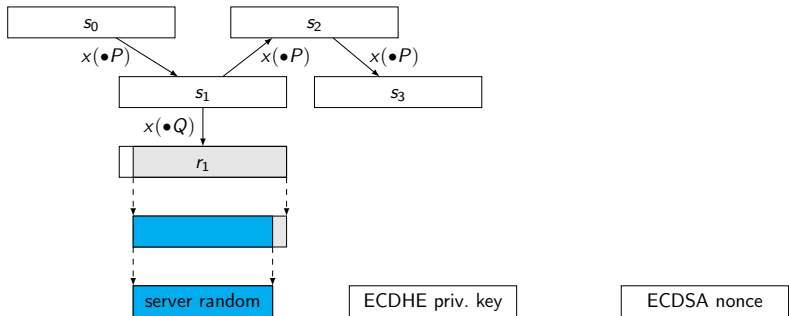 s₀ s₂
x(•P) x(•P) x(•P)
s₁ s₃
x(•Q)
r₁
server random ECDHE priv. key ECDSA nonce